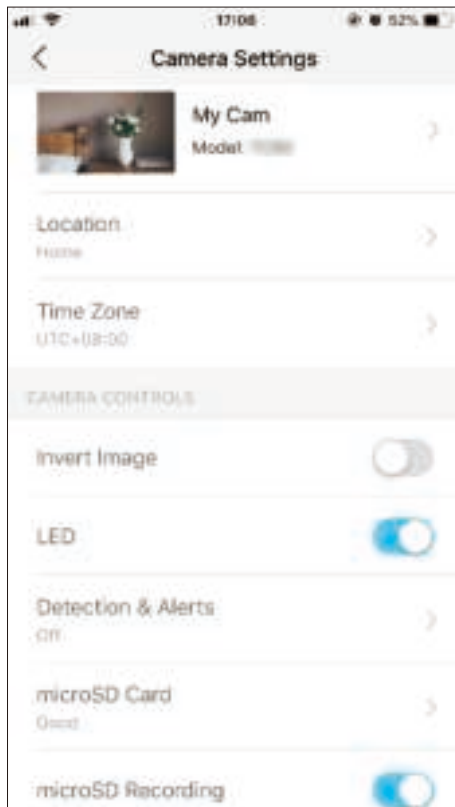 17:08
52%
Camera Settings
My Cam
Model:
Location
Home
Time Zone
UTC+08:00
CAMERA CONTROLS
Invert Image
LED
Detection & Alerts
Off
microSD Card
Good
microSD Recording